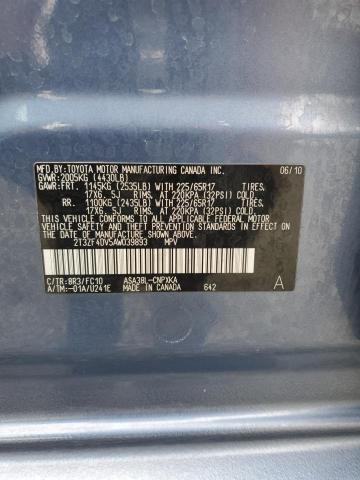 MFD. BY: TOYOTA MOTOR MANUFACTURING CANADA INC. 06/10
GVWR: 2005KG (4430LB)
GAWR: FRT. 1145KG (2535LB) WITH 225/65R17 TIRES,
17X6.5J RIMS, AT 220KPA (32PSI) COLD.
RR. 1100KG (2435LB) WITH 225/65R17 TIRES,
17X6.5J RIMS, AT 220KPA (32PSI) COLD.
THIS VEHICLE CONFORMS TO ALL APPLICABLE FEDERAL MOTOR
VEHICLE SAFETY, BUMPER, AND THEFT PREVENTION
STANDARDS IN EFFECT ON THE DATE OF MANUFACTURE SHOWN ABOVE.
2T3ZF4DV5AW039893 MPV
C/TR: 8R3/FC10 ASA38L-CNPXKA
A/TM: -01A/U241E MADE IN CANADA 642 A